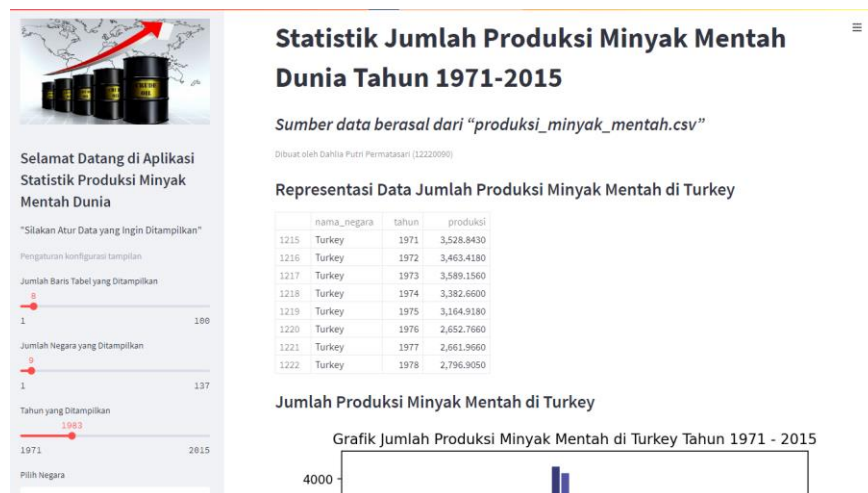 CRUDE
OIL
Selamat Datang di Aplikasi
Statistik Produksi Minyak
Mentah Dunia
"Silakan Atur Data yang Ingin Ditampilkan"
Pengaturan konfigurasi tampilan
Jumlah Baris Tabel yang Ditampilkan
8
1 100
Jumlah Negara yang Ditampilkan
9
1 137
Tahun yang Ditampilkan
1983
1971 2015
Pilih Negara
Statistik Jumlah Produksi Minyak Mentah
Dunia Tahun 1971-2015
Sumber data berasal dari “produksi_minyak_mentah.csv”
Dibuat oleh Dahlia Putri Permatasari (12220090)
Representasi Data Jumlah Produksi Minyak Mentah di Turkey
nama_negara tahun produksi
1215 Turkey 1971 3,528.8430
1216 Turkey 1972 3,463.4180
1217 Turkey 1973 3,589.1560
1218 Turkey 1974 3,382.6600
1219 Turkey 1975 3,164.9180
1220 Turkey 1976 2,652.7660
1221 Turkey 1977 2,661.9660
1222 Turkey 1978 2,796.9050
Jumlah Produksi Minyak Mentah di Turkey
Grafik Jumlah Produksi Minyak Mentah di Turkey Tahun 1971 - 2015
4000